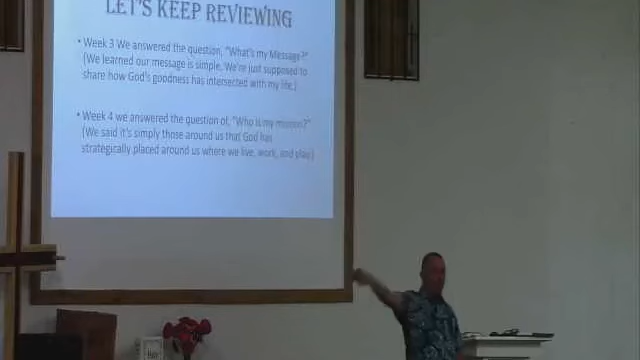 LET'S KEEP REVIEWING
• Week 3 We answered the question, "What's my Message?"
(We learned our message is simple. We're just supposed to
share how God's goodness has intersected with my life.)
• Week 4 we answered the question of, "Who is my mission?"
(We said it's simply those around us that God has
strategically placed around us where we live, work, and play.)